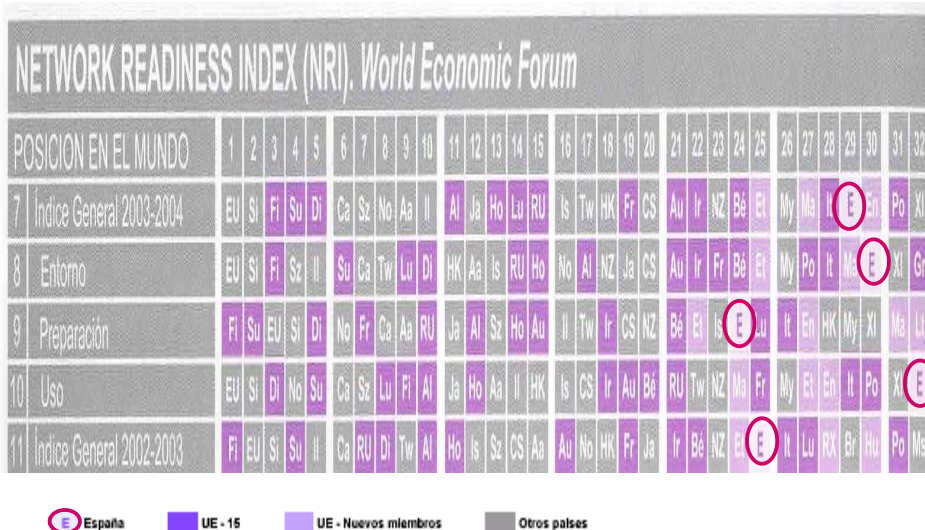 NETWORK READINESS INDEX (NRI). World Economic Forum
POSICION EN EL MUNDO 1 2 3 4 5 6 7 8 9 10 11 12 13 14 15 16 17 18 19 20 21 22 23 24 25 26 27 28 29 30 31 32
7 Indice General 2003-2004 EU Si Fi Su Di Ca Sz No Aa Il Al Ja Ho Lu RU Is Tw HK Fr CS Au Ir NZ Bé Et My Ma It E En Po XI
8 Entorno EU Si Fi Sz Il Su Ca Tw Lu Di HK Aa Is RU Ho No Al NZ Ja CS Au Ir Fr Bé Et My Po It Ma E XI Gr
9 Preparación Fi Su EU Si Di No Fr Ca Aa RU Ja Al Sz Ho Au Il Tw Ir CS NZ Bé Et Is E Lu It En HK My XI Ma Li
10 Uso EU Si Di No Su Ca Sz Lu Fi Al Ja Ho Aa Il HK Is CS Ir Au Bé RU Tw NZ Ma Fr My Et En It Po XI E
11 Indice General 2002-2003 Fi EU Si Su Il Ca RU Di Tw Al Ho Is Sz CS Aa Au No HK Fr Ja Ir Bé NZ E It Lu RX Br Hu Po Ms
E España UE - 15 UE - Nuevos miembros Otros países